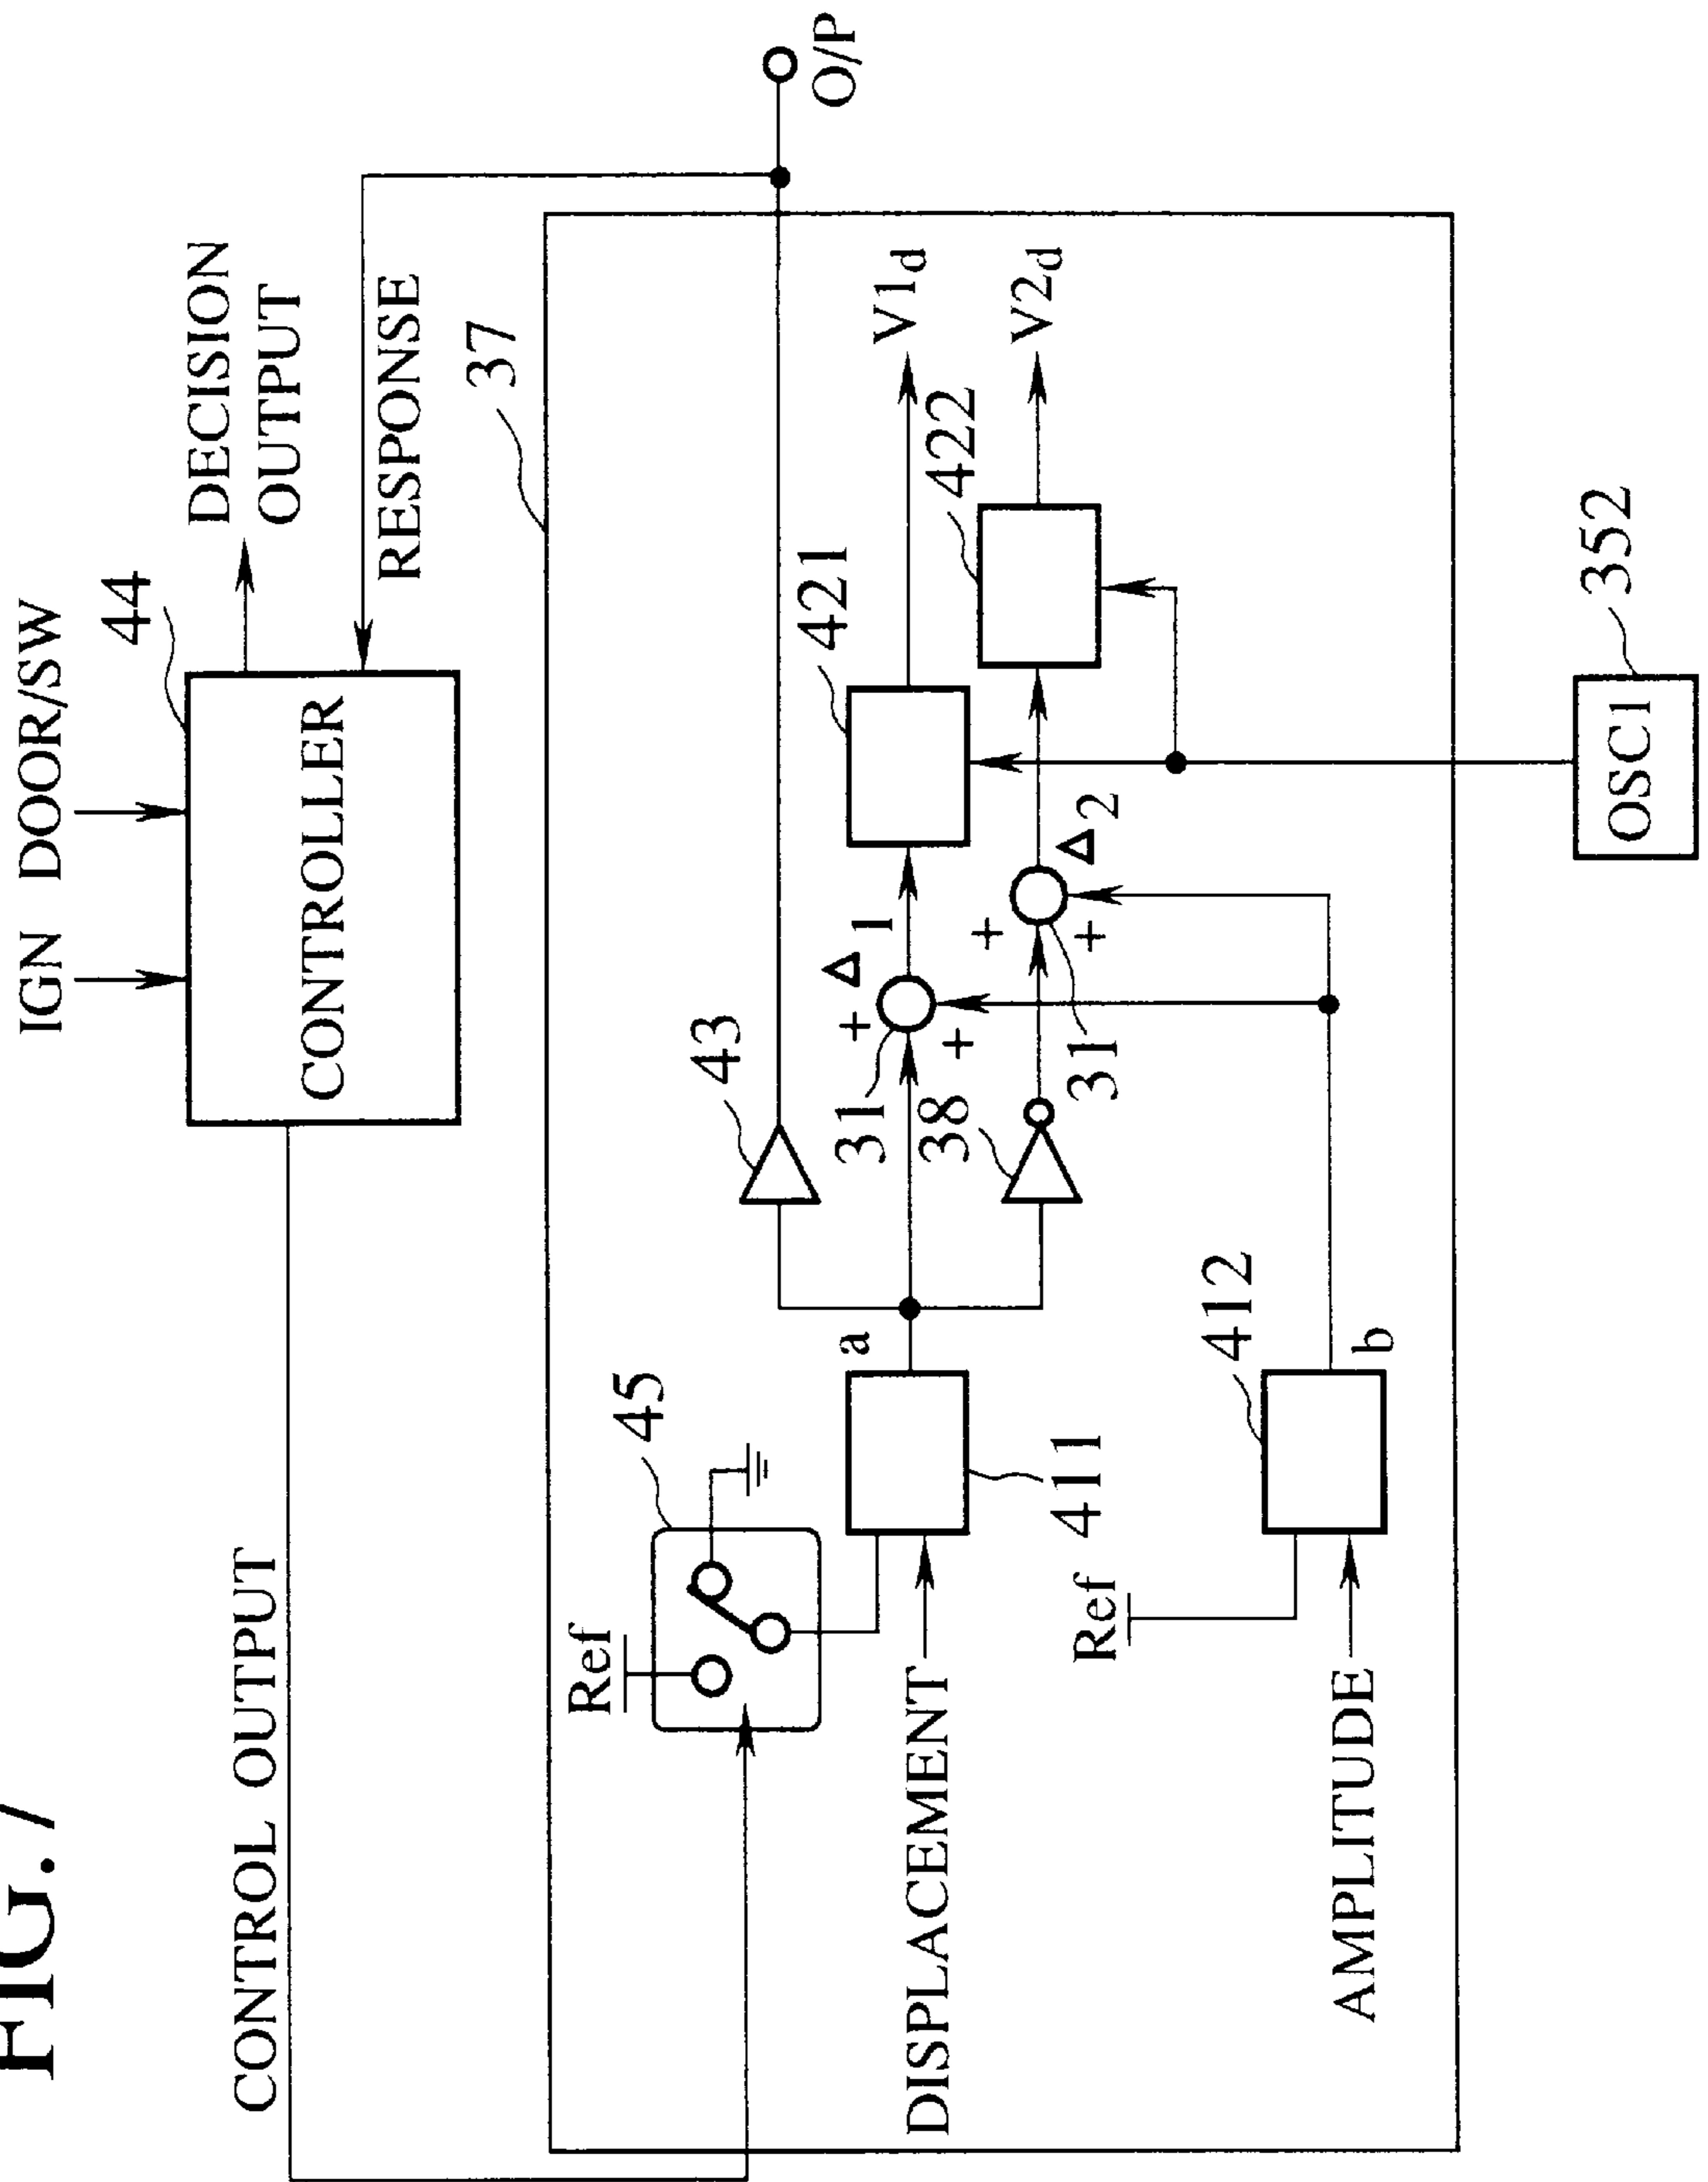 FIG. 7
IGN DOOR/SW
44
CONTROLLER
DECISION
OUTPUT
RESPONSE
CONTROL OUTPUT
37
O/P
43
45
Ref
DISPLACEMENT
411
a
31
+
+
Δ1
421
V1d
38
31
+
+
Δ2
422
V2d
Ref
AMPLITUDE
412
b
OSC1
352